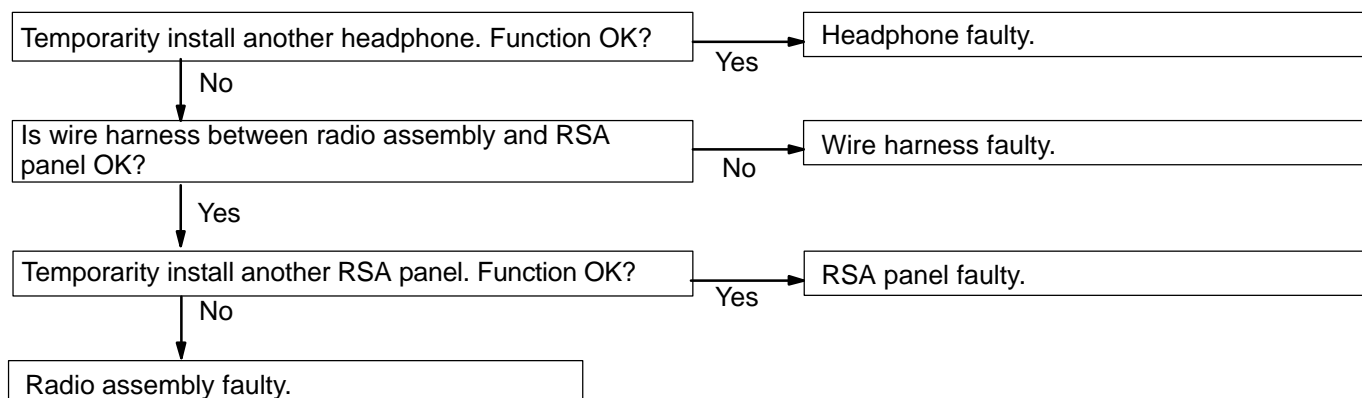 Temporarity install another headphone. Function OK?
Yes
Headphone faulty.
No
Is wire harness between radio assembly and RSA
panel OK?
No
Wire harness faulty.
Yes
Temporarity install another RSA panel. Function OK?
Yes
RSA panel faulty.
No
Radio assembly faulty.